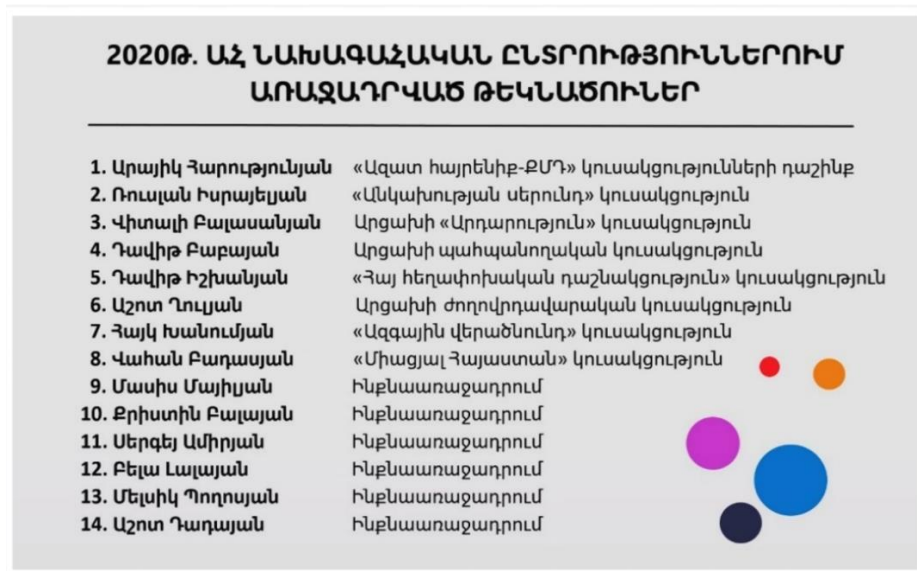 2020Թ. ԱՀ ՆԱԽԱԳԱՀԱԿԱՆ ԸՆՏՐՈՒԹՅՈՒՆՆԵՐՈՒՄ
ԱՌԱՋԱԴՐՎԱԾ ԹԵԿՆԱԾՈՒՆԵՐ
1. Արայիկ Հարությունյան «Ազատ հայրենիք-ՔՄԴ» կուսակցությունների դաշինք
2. Ռուսլան Իսրայելյան «Անկախության սերունդ» կուսակցություն
3. Վիտալի Բալասանյան Արցախի «Արդարություն» կուսակցություն
4. Դավիթ Բաբայան Արցախի պահպանողական կուսակցություն
5. Դավիթ Իշխանյան «Հայ հեղափոխական դաշնակցություն» կուսակցություն
6. Աշոտ Ղուլյան Արցախի ժողովրդավարական կուսակցություն
7. Հայկ Խանումյան «Ազգային վերածնունդ» կուսակցություն
8. Վահան Բադասյան «Միացյալ Հայաստան» կուսակցություն
9. Մասիս Մայիլյան Ինքնաառաջադրում
10. Քրիստին Բալայան Ինքնաառաջադրում
11. Սերգեյ Ամիրյան Ինքնաառաջադրում
12. Բելա Լալայան Ինքնաառաջադրում
13. Մելսիկ Պողոսյան Ինքնաառաջադրում
14. Աշոտ Դադայան Ինքնաառաջադրում